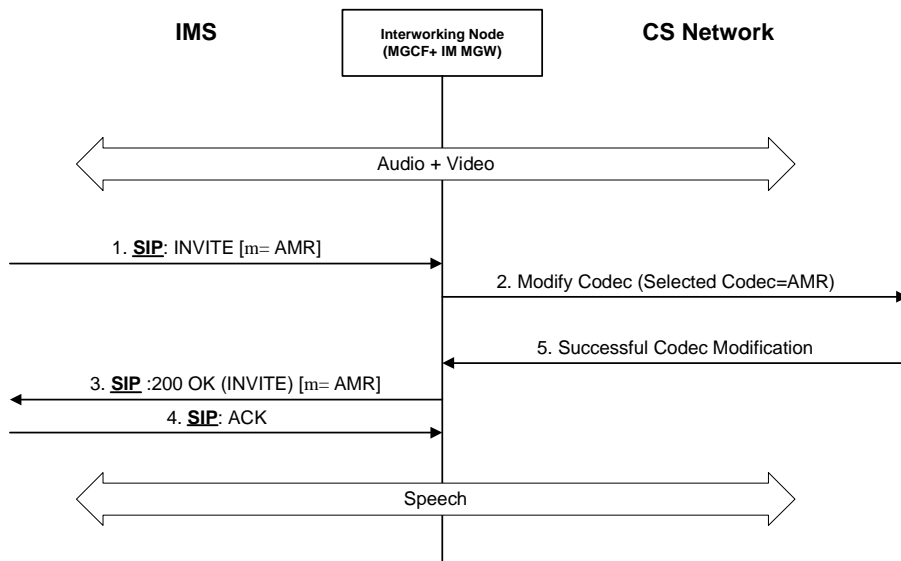 IMS
Interworking Node
(MGCF+ IM MGW)
CS Network
Audio + Video
1. SIP: INVITE [m= AMR]
2. Modify Codec (Selected Codec=AMR)
5. Successful Codec Modification
3. SIP :200 OK (INVITE) [m= AMR]
4. SIP: ACK
Speech